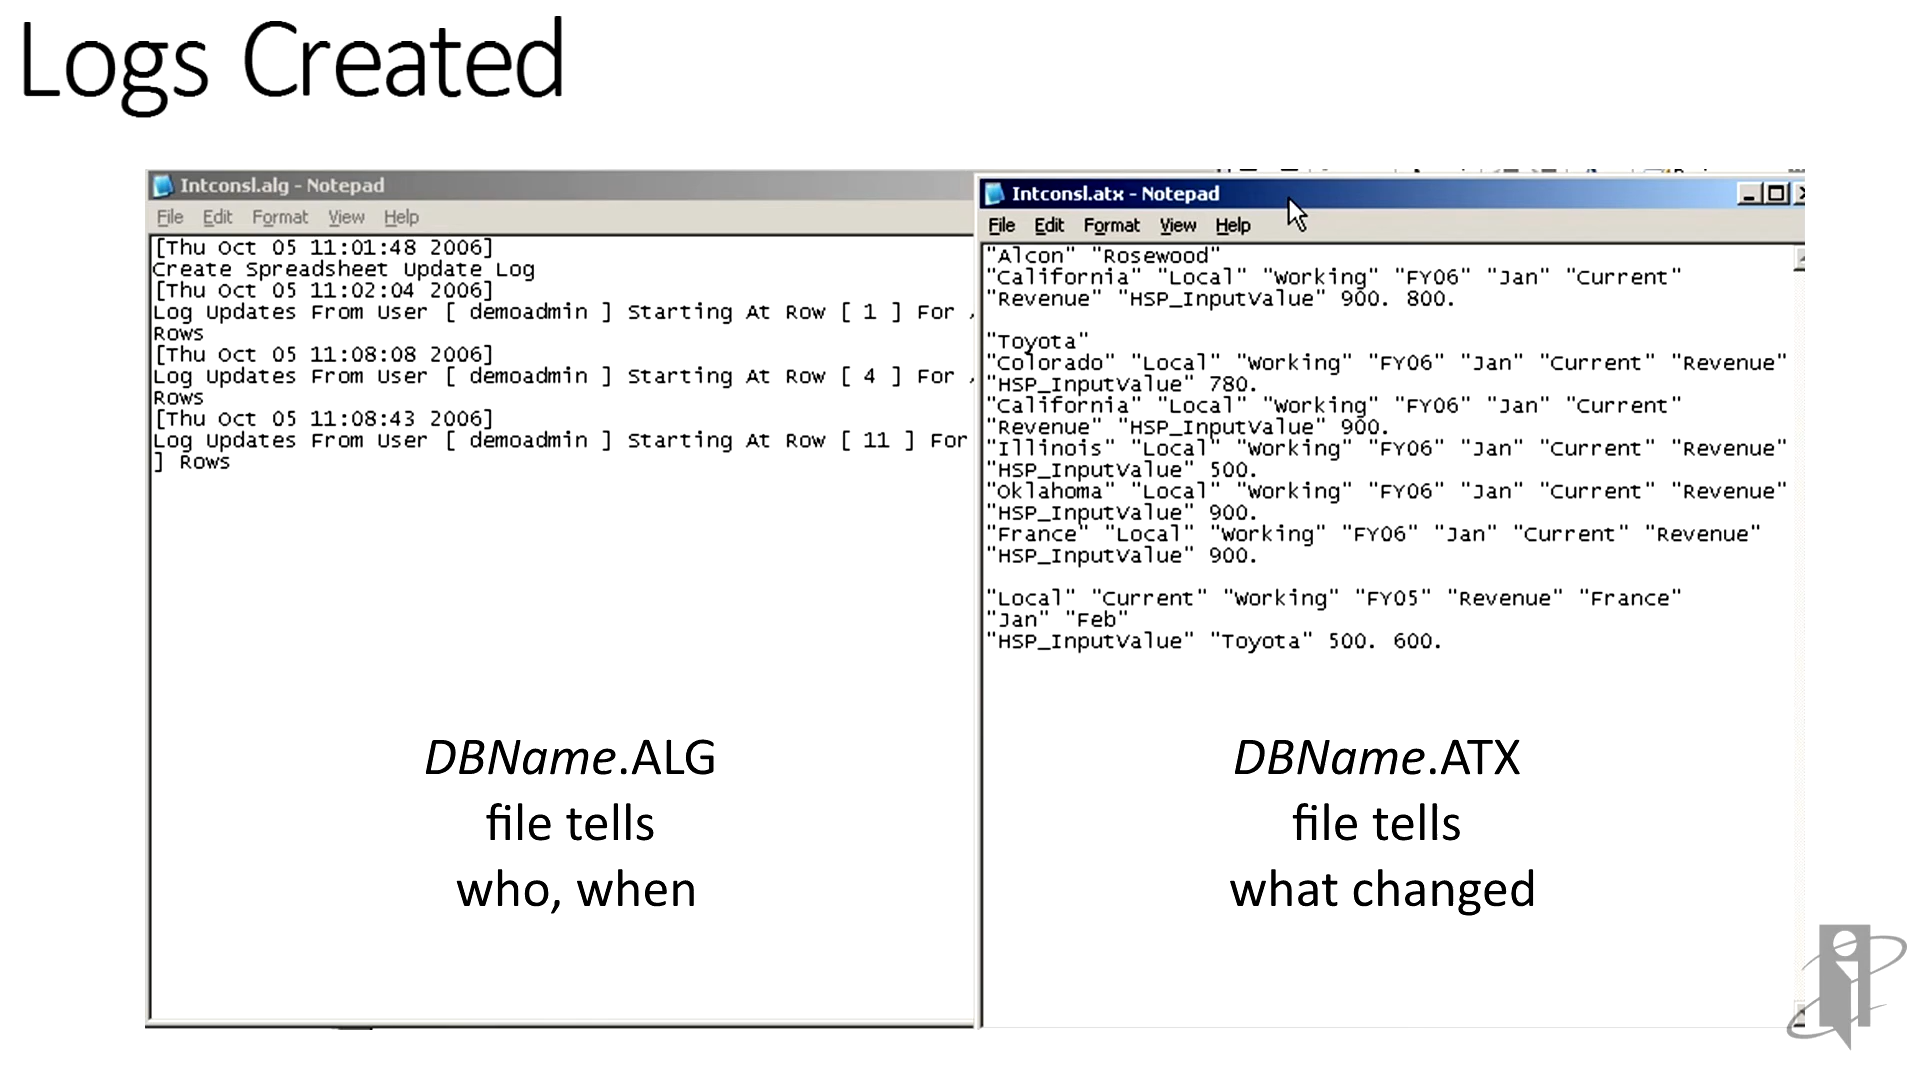 Logs Created
Intconsl.alg - Notepad
File Edit Format View Help
[Thu Oct 05 11:01:48 2006]
Create Spreadsheet Update Log
[Thu Oct 05 11:02:04 2006]
Log Updates From User [ demoadmin ] Starting At Row [ 1 ] For
Rows
[Thu Oct 05 11:08:08 2006]
Log Updates From User [ demoadmin ] Starting At Row [ 4 ] For
Rows
[Thu Oct 05 11:08:43 2006]
Log Updates From User [ demoadmin ] Starting At Row [ 11 ] For
] Rows
DBName.ALG
file tells
who, when
Intconsl.atx - Notepad
File Edit Format View Help
"Alcon" "Rosewood"
"California" "Local" "Working" "FY06" "Jan" "Current"
"Revenue" "HSP_InputValue" 900. 800.
"Toyota"
"Colorado" "Local" "Working" "FY06" "Jan" "Current" "Revenue"
"HSP_InputValue" 780.
"California" "Local" "Working" "FY06" "Jan" "Current"
"Revenue" "HSP_InputValue" 900.
"Illinois" "Local" "Working" "FY06" "Jan" "Current" "Revenue"
"HSP_InputValue" 500.
"Oklahoma" "Local" "Working" "FY06" "Jan" "Current" "Revenue"
"HSP_InputValue" 900.
"France" "Local" "Working" "FY06" "Jan" "Current" "Revenue"
"HSP_InputValue" 900.
"Local" "Current" "Working" "FY05" "Revenue" "France"
"Jan" "Feb"
"HSP_InputValue" "Toyota" 500. 600.
DBName.ATX
file tells
what changed